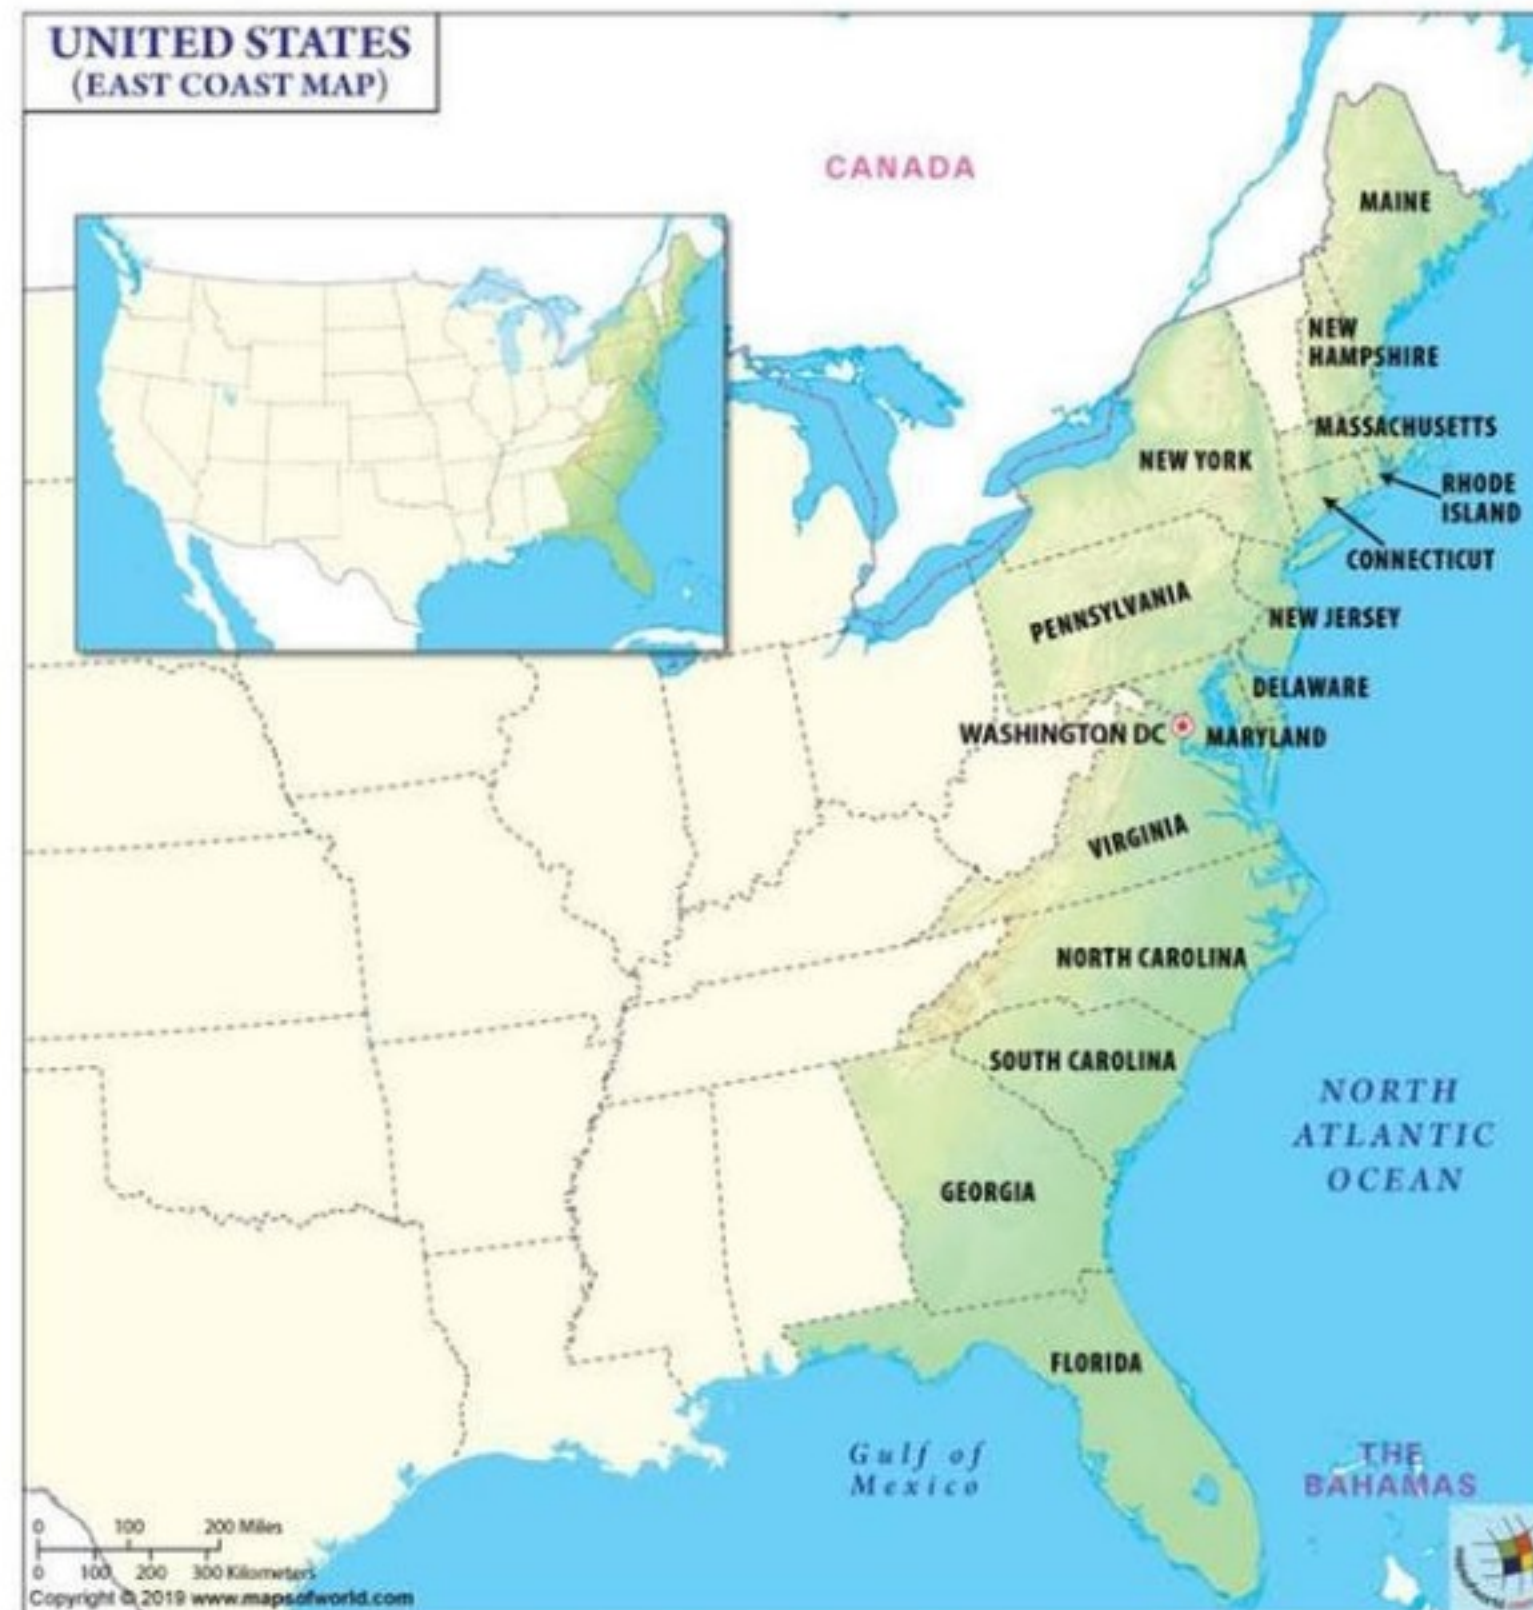 UNITED STATES
(EAST COAST MAP)
CANADA
MAINE
NEW
HAMPSHIRE
MASSACHUSETTS
NEW YORK
RHODE
ISLAND
CONNECTICUT
PENNSYLVANIA
NEW JERSEY
DELAWARE
WASHINGTON DC
MARYLAND
VIRGINIA
NORTH CAROLINA
SOUTH CAROLINA
NORTH
ATLANTIC
OCEAN
GEORGIA
FLORIDA
Gulf of
Mexico
THE
BAHAMAS
0 100 200 Miles
0 100 200 300 Kilometers
Copyright © 2019 www.mapsofworld.com